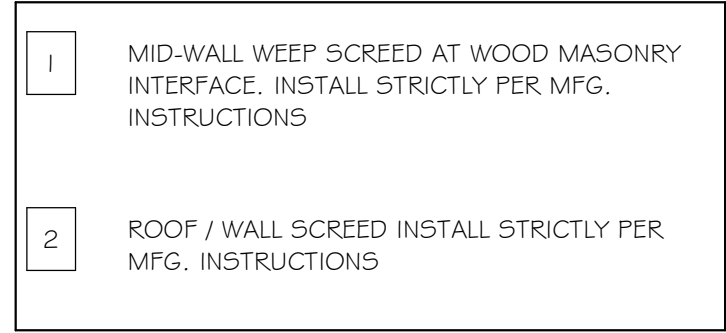 1 MID-WALL WEEP SCREED AT WOOD MASONRY
INTERFACE. INSTALL STRICTLY PER MFG.
INSTRUCTIONS
2 ROOF / WALL SCREED INSTALL STRICTLY PER
MFG. INSTRUCTIONS